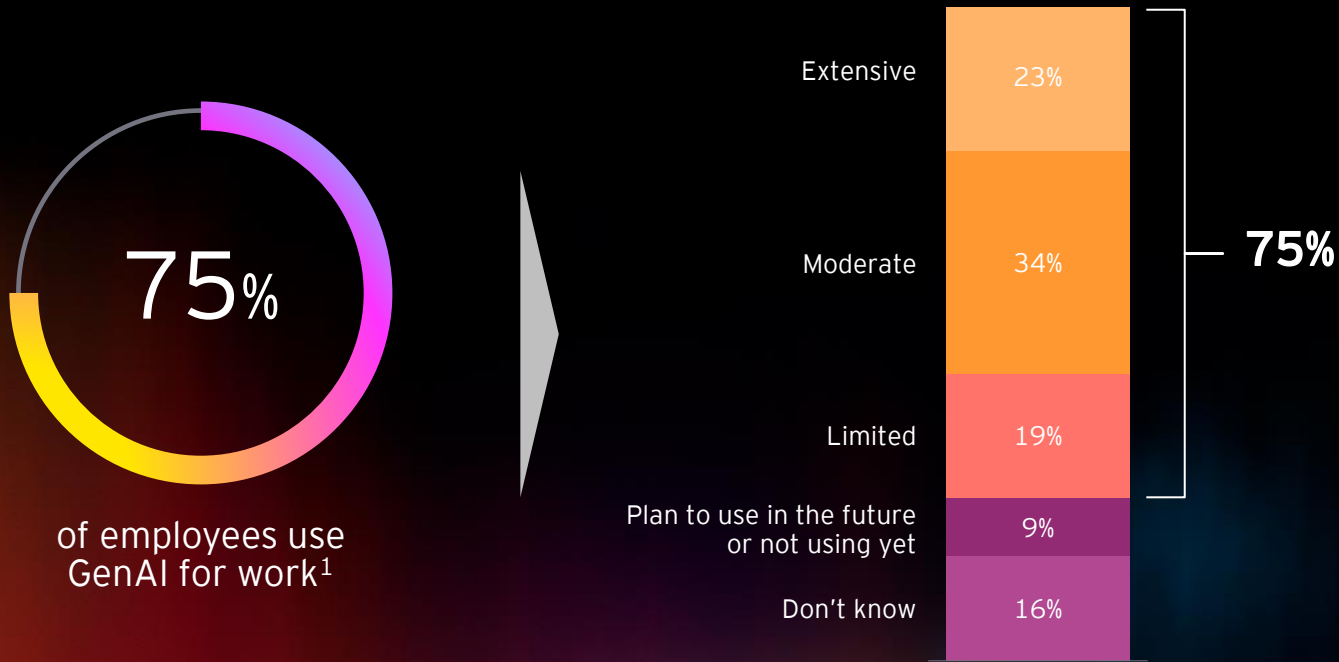 75%
of employees use
GenAI for work1
Extensive
23%
Moderate
34%
Limited
19%
Plan to use in the future
or not using yet
9%
Don't know
16%
75%